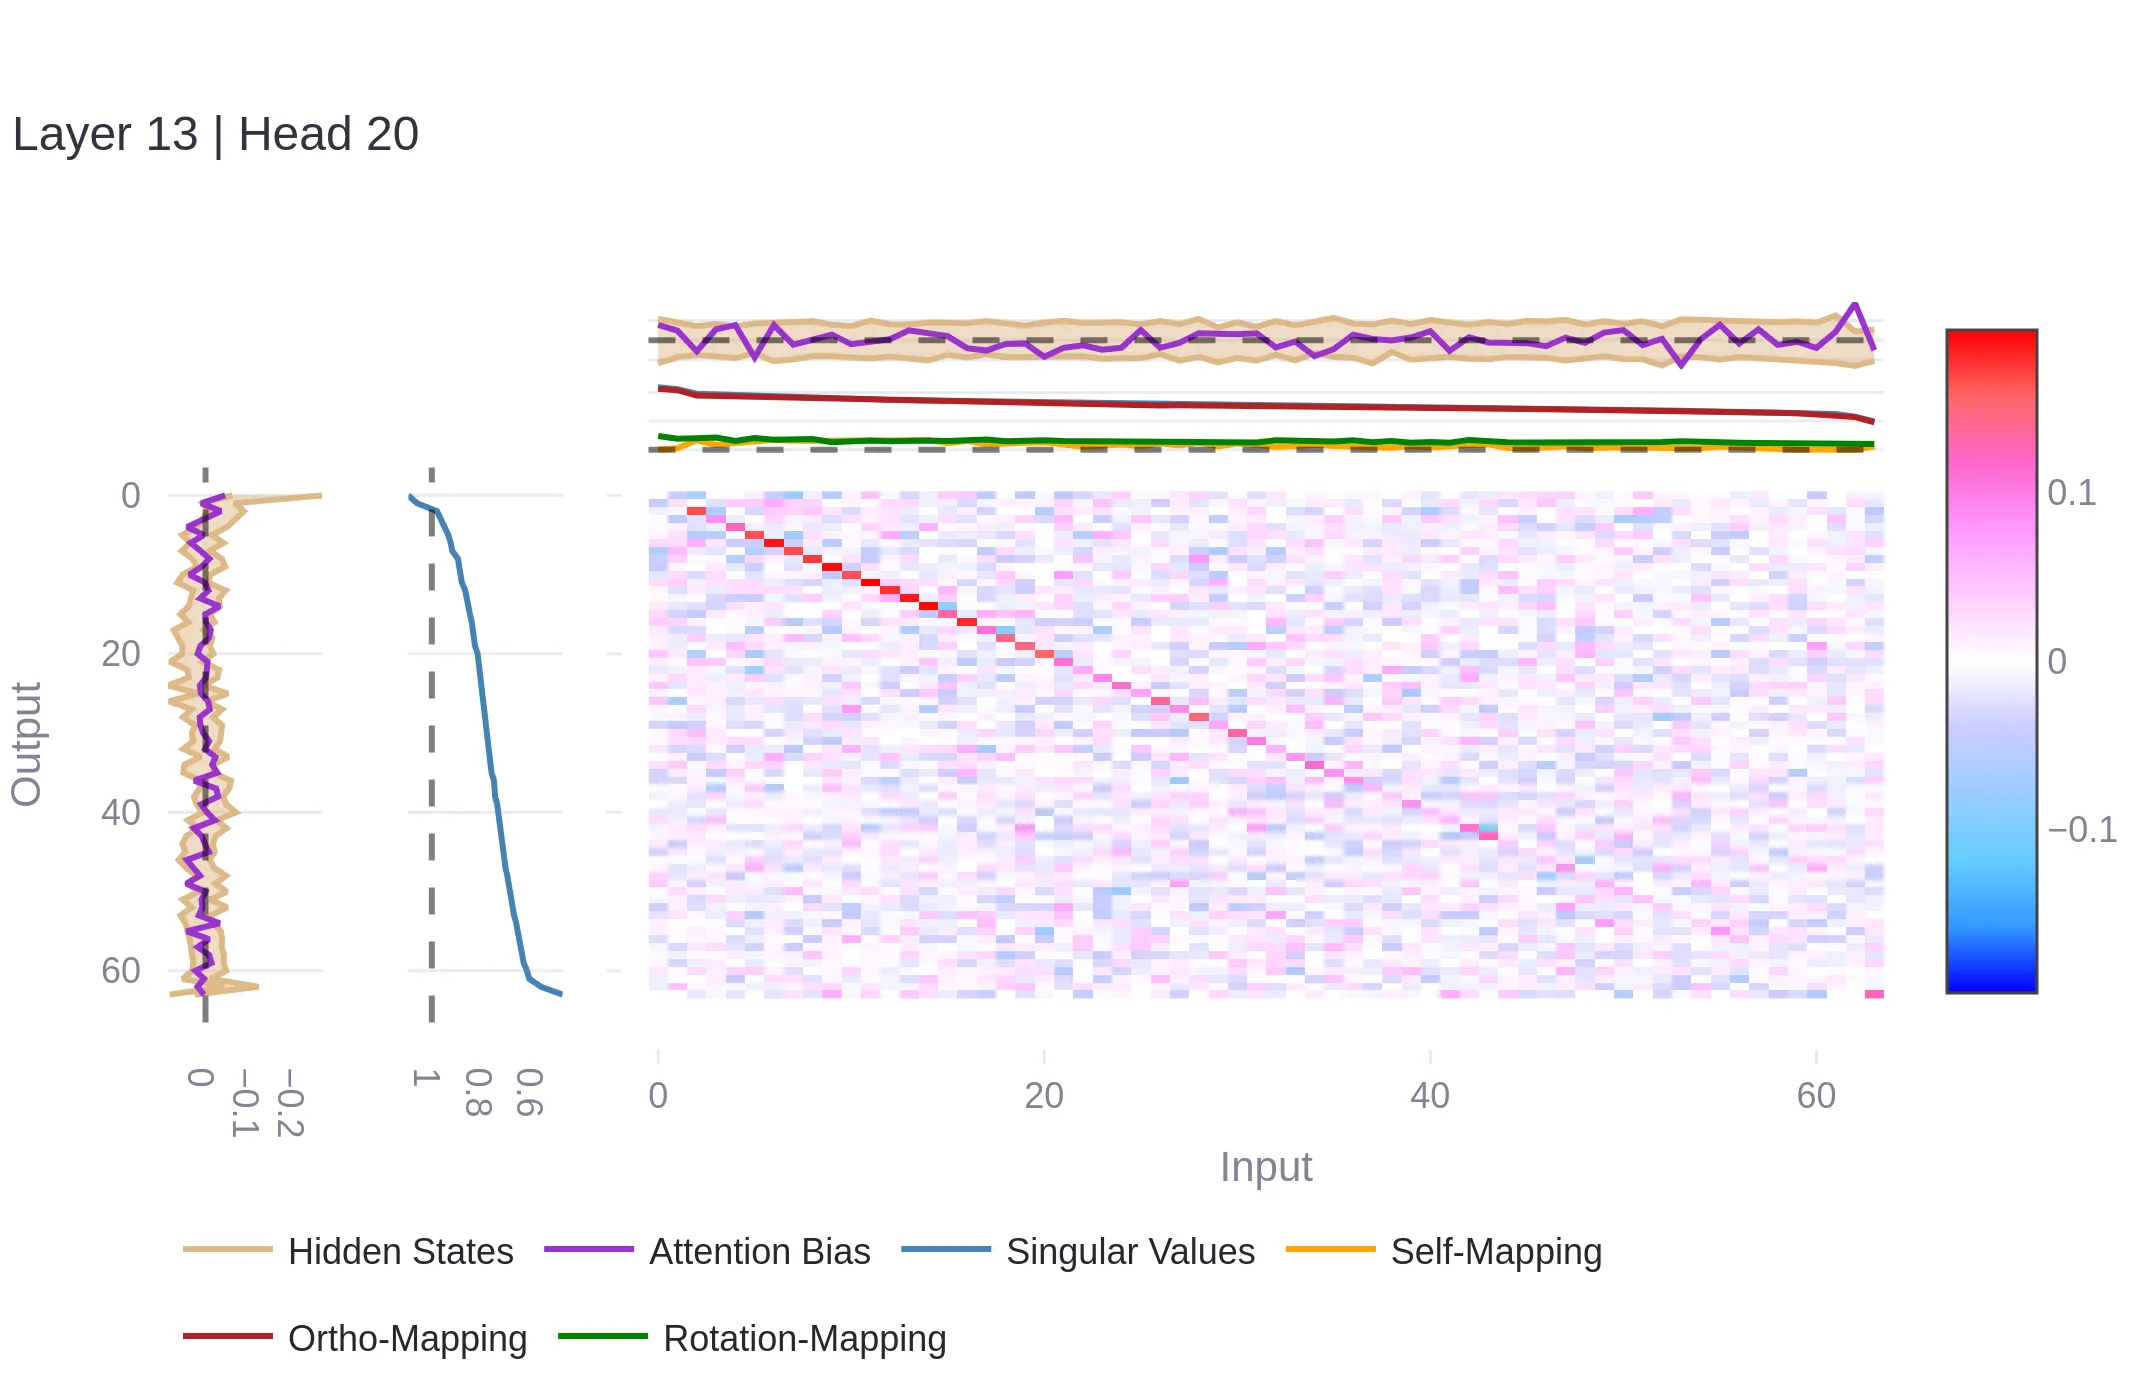 Layer 13 | Head 20
0
20
40
60
Output
0
−0.1
−0.2
1
0.8
0.6
0
20
40
60
Input
0.1
0
−0.1
Hidden States
Attention Bias
Singular Values
Self-Mapping
Ortho-Mapping
Rotation-Mapping